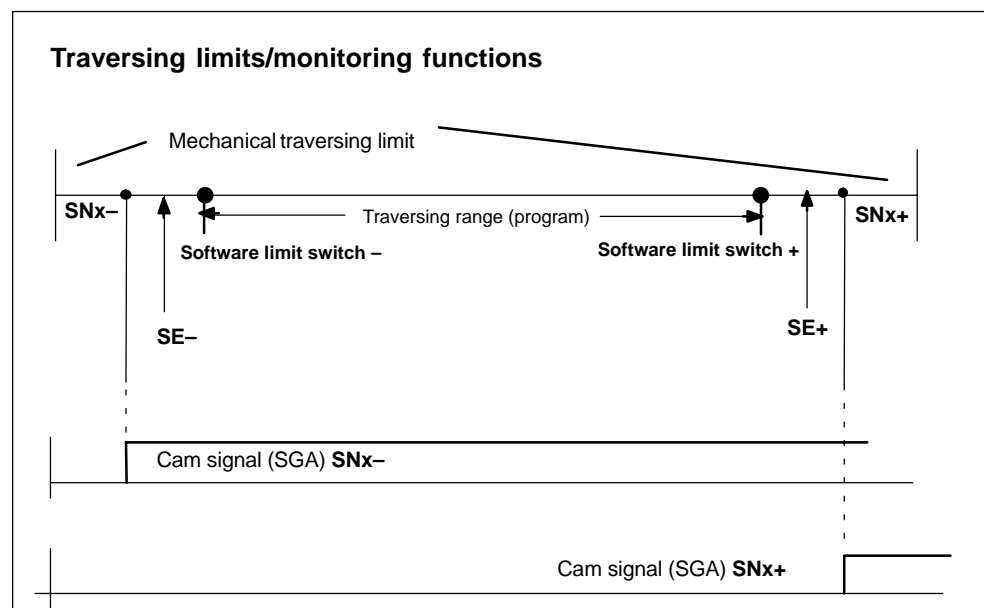 Traversing limits/monitoring functions
Mechanical traversing limit
SNx–
SNx+
Traversing range (program)
Software limit switch –
Software limit switch +
SE–
SE+
Cam signal (SGA) SNx–
Cam signal (SGA) SNx+